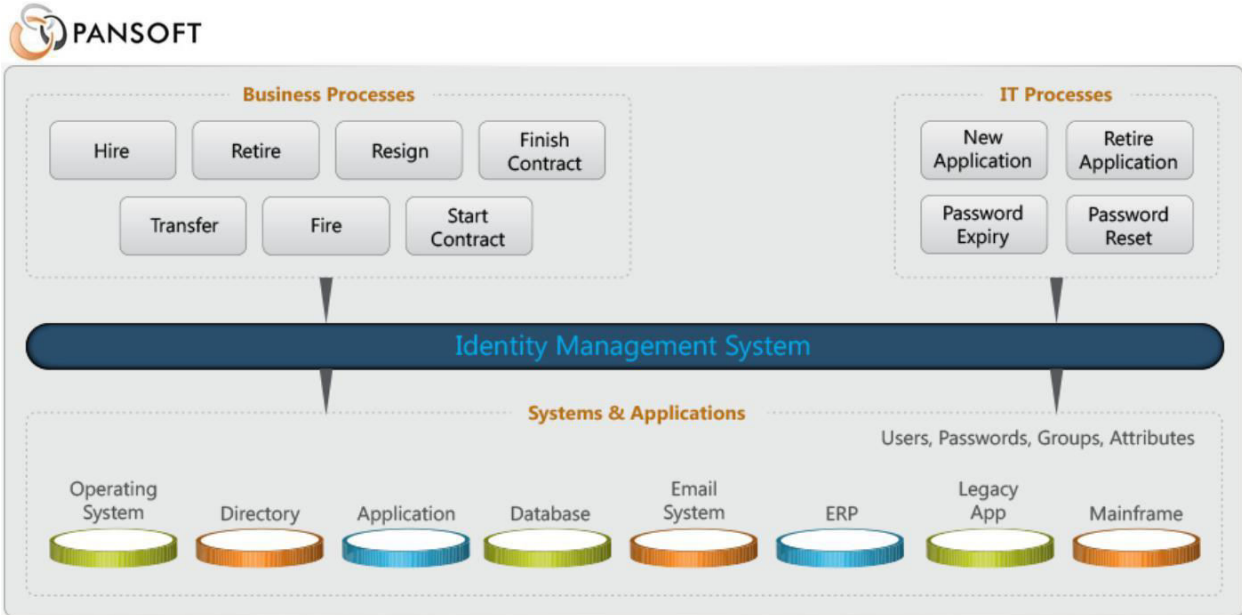 PANSOFT
Business Processes
IT Processes
Hire
Retire
Resign
Finish
Contract
New
Application
Retire
Application
Transfer
Fire
Start
Contract
Password
Expiry
Password
Reset
Identity Management System
Systems & Applications
Users, Passwords, Groups, Attributes
Operating
System
Directory
Application
Database
Email
System
ERP
Legacy
App
Mainframe